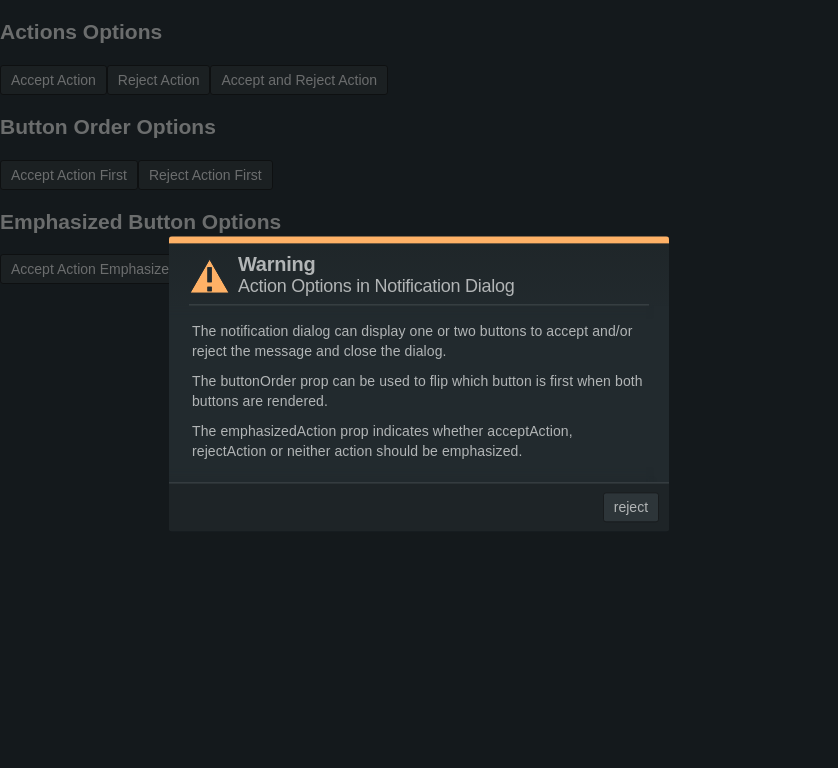 Actions Options
Accept Action Reject Action Accept and Reject Action
Button Order Options
Accept Action First Reject Action First
Emphasized Button Options
Accept Action Emphasize
Warning
Action Options in Notification Dialog
The notification dialog can display one or two buttons to accept and/or
reject the message and close the dialog.
The buttonOrder prop can be used to flip which button is first when both
buttons are rendered.
The emphasizedAction prop indicates whether acceptAction,
rejectAction or neither action should be emphasized.
reject